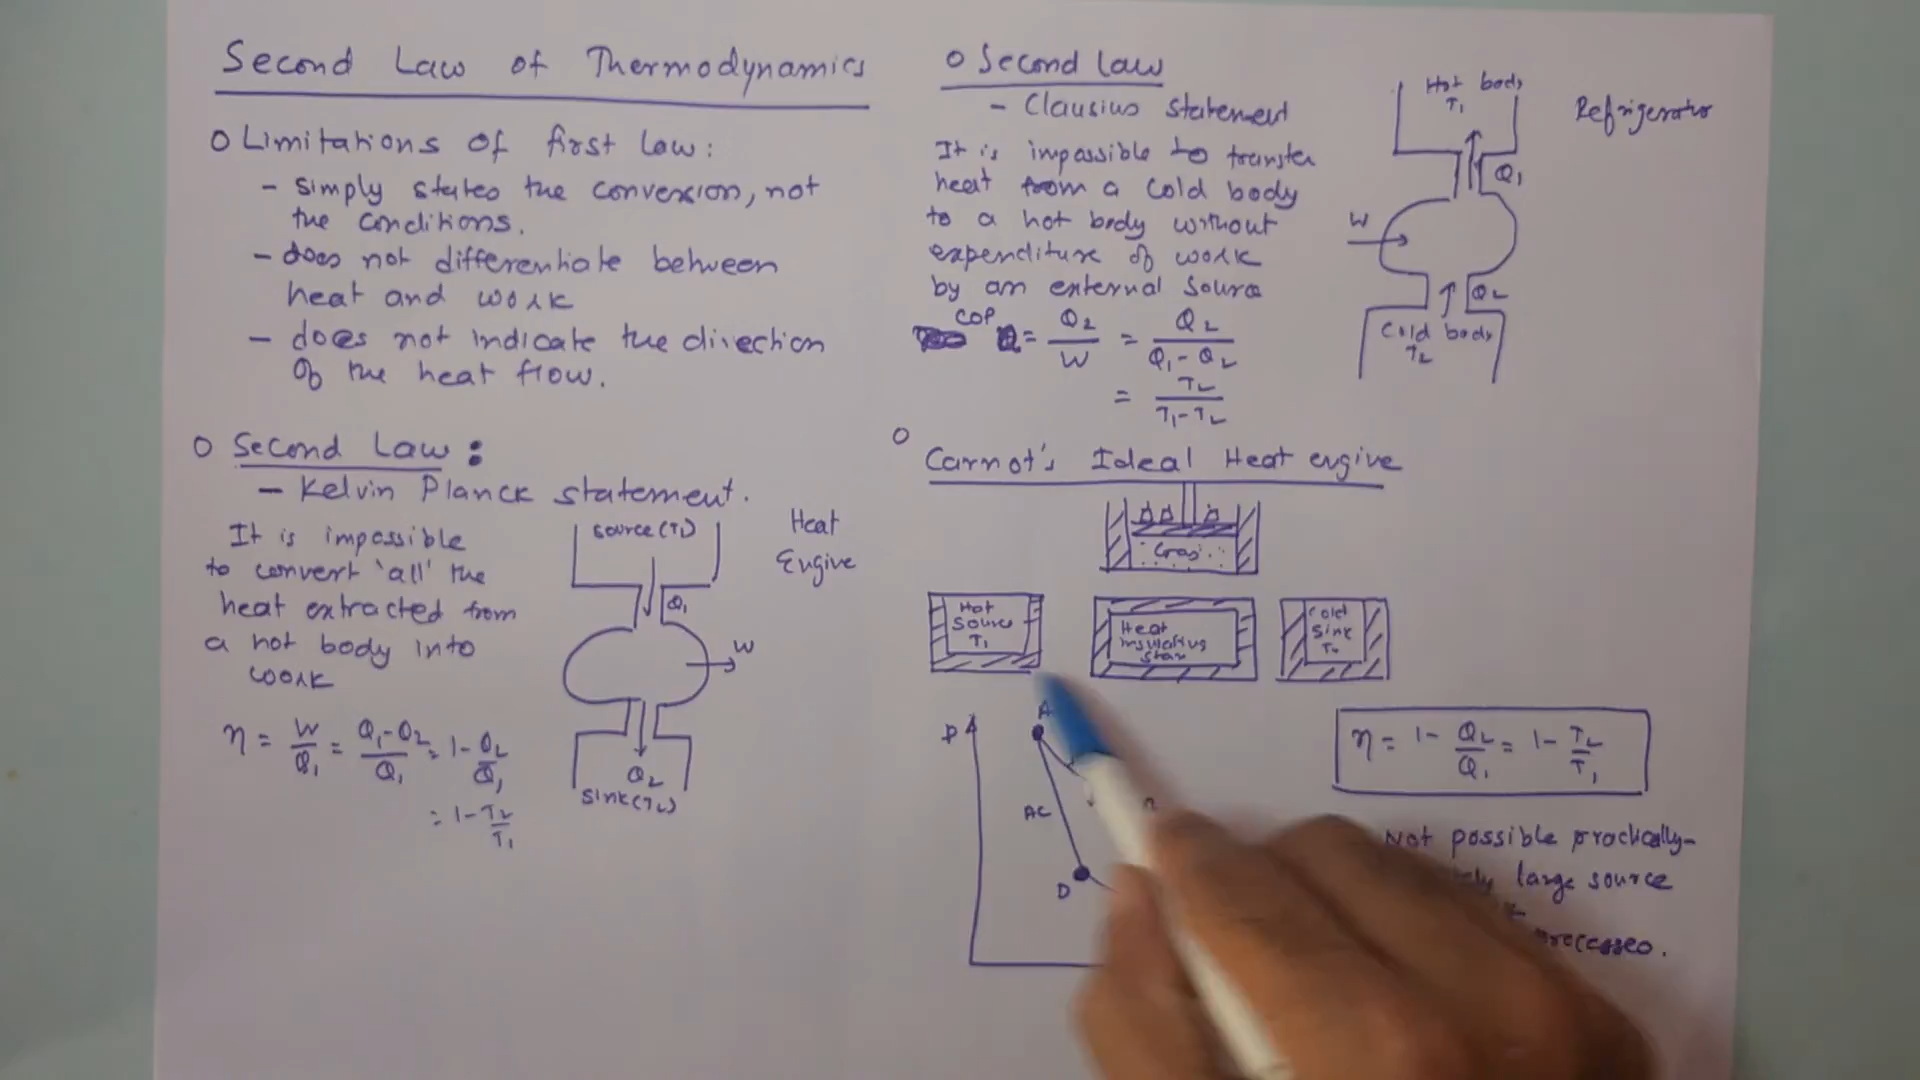 Second Law of Thermodynamics
o Limitations of first law:
- simply states the conversion, not
the conditions.
- does not differentiate between
heat and work
- does not indicate the direction
of the heat flow.
o Second Law:
- Kelvin Planck statement.
It is impossible
to convert 'all' the
heat extracted from
a hot body into
work
η = W/Q₁ = Q₁-Q₂/Q₁ = 1-Q₂/Q₁
= 1-T₂/T₁
Source (T₁)
Q₁
W
Q₂
Sink (T₂)
Heat
Engine
o Second Law
- Clausius statement
It is impossible to transfer
heat from a cold body
to a hot body without
expenditure of work
by an external source
COP = Q₂/W = Q₂/Q₁-Q₂
= T₂/T₁-T₂
Hot body
T₁
Q₁
W
Q₂
Cold body
T₂
Refrigerator
o
Carnot's Ideal Heat engine
Gas
Hot
Source
T₁
Heat
insulating
Cold
Sink
T₂
P
A
AC
D
η = 1 - Q₂/Q₁ = 1 - T₂/T₁
Not possible practically-
large source
processes.